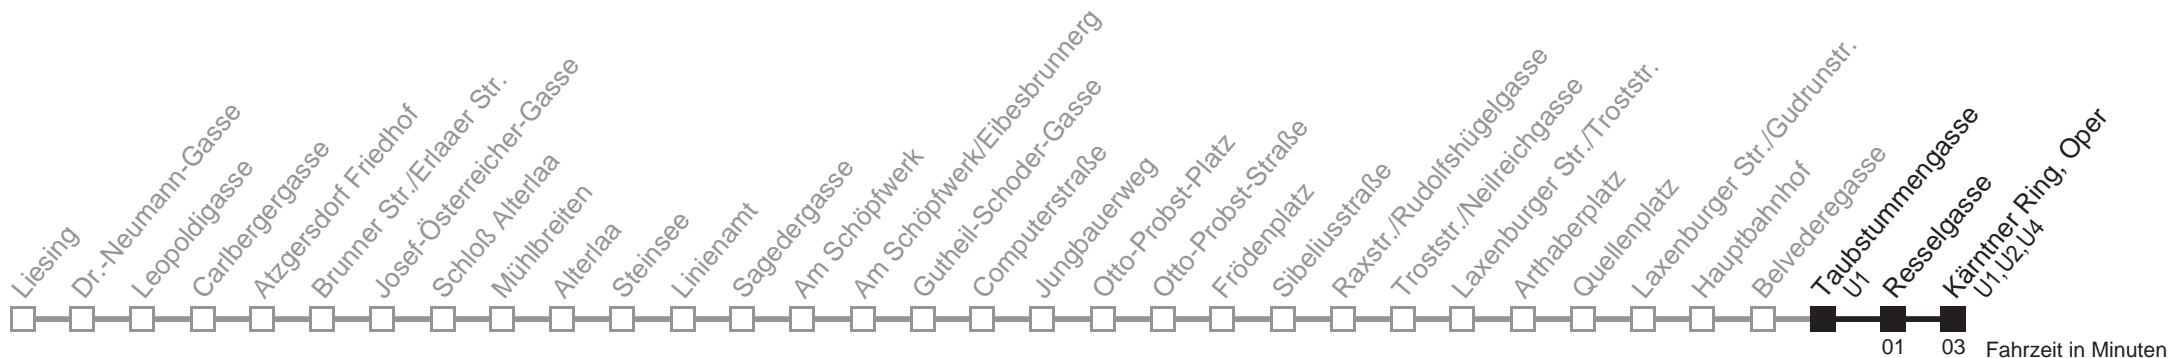 Liesing
Dr.-Neumann-Gasse
Leopoldigasse
Carlbergergasse
Atzgersdorf Friedhof
Brunner Str./Erlaaer Str.
Josef-Österreicher-Gasse
Schloß Alterlaa
Mühlbreiten
Alterlaa
Steinsee
Linienamt
Sagedergasse
Am Schöpfwerk
Am Schöpfwerk/Eibesbrunnerg
Gutheil-Schoder-Gasse
Computerstraße
Jungbauerweg
Otto-Probst-Platz
Otto-Probst-Straße
Frödenplatz
Sibeliusstraße
Raxstr./Rudolfshügelgasse
Troststr./Neilreichgasse
Laxenburger Str./Troststr.
Arthaberplatz
Quellenplatz
Laxenburger Str./Gudrunstr.
Hauptbahnhof
Belvederegasse
Taubstummengasse
U1
Resselgasse
Kärntner Ring, Oper
U1,U2,U4
01
03
Fahrzeit in Minuten